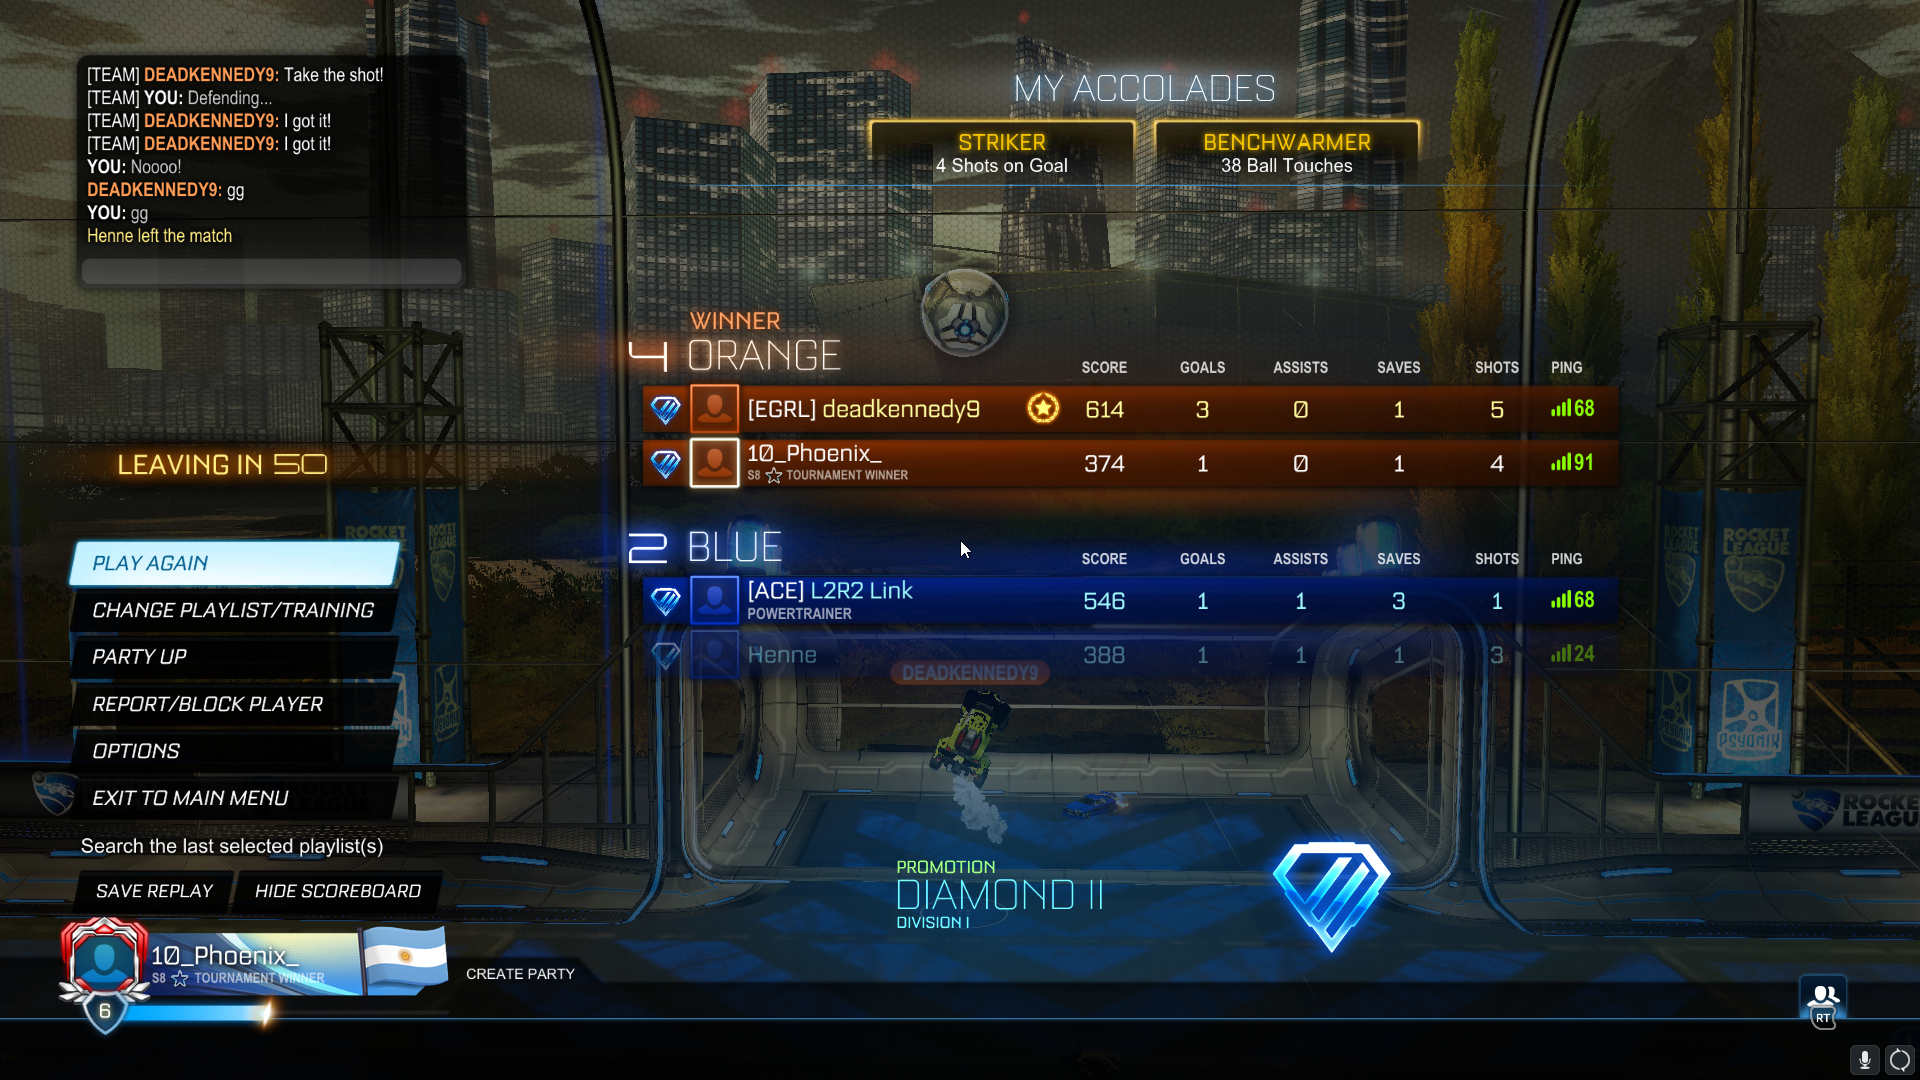 [TEAM] DEADKENNEDY9: Take the shot!
[TEAM] YOU: Defending...
[TEAM] DEADKENNEDY9: I got it!
[TEAM] DEADKENNEDY9: I got it!
YOU: Noooo!
DEADKENNEDY9: gg
YOU: gg
Henne left the match
MY ACCOLADES
STRIKER
4 Shots on Goal
BENCHWARMER
38 Ball Touches
WINNER
4 ORANGE
SCORE GOALS ASSISTS SAVES SHOTS PING
[EGRL] deadkennedy9 614 3 0 1 5 68
10_Phoenix_ 374 1 0 1 4 91
S8 TOURNAMENT WINNER
2 BLUE
SCORE GOALS ASSISTS SAVES SHOTS PING
[ACE] L2R2 Link 546 1 1 3 1 68
POWERTRAINER
Henne 388 1 1 1 3 24
DEADKENNEDY9
LEAVING IN 50
PLAY AGAIN
CHANGE PLAYLIST/TRAINING
PARTY UP
REPORT/BLOCK PLAYER
OPTIONS
EXIT TO MAIN MENU
Search the last selected playlist(s)
SAVE REPLAY HIDE SCOREBOARD
PROMOTION
DIAMOND II
DIVISION I
10_Phoenix_
S8 TOURNAMENT WINNER
6
CREATE PARTY
RT
ROCKET
ROCKET
LEAGUE
ROCKET
LEAGUE
PSYONIX